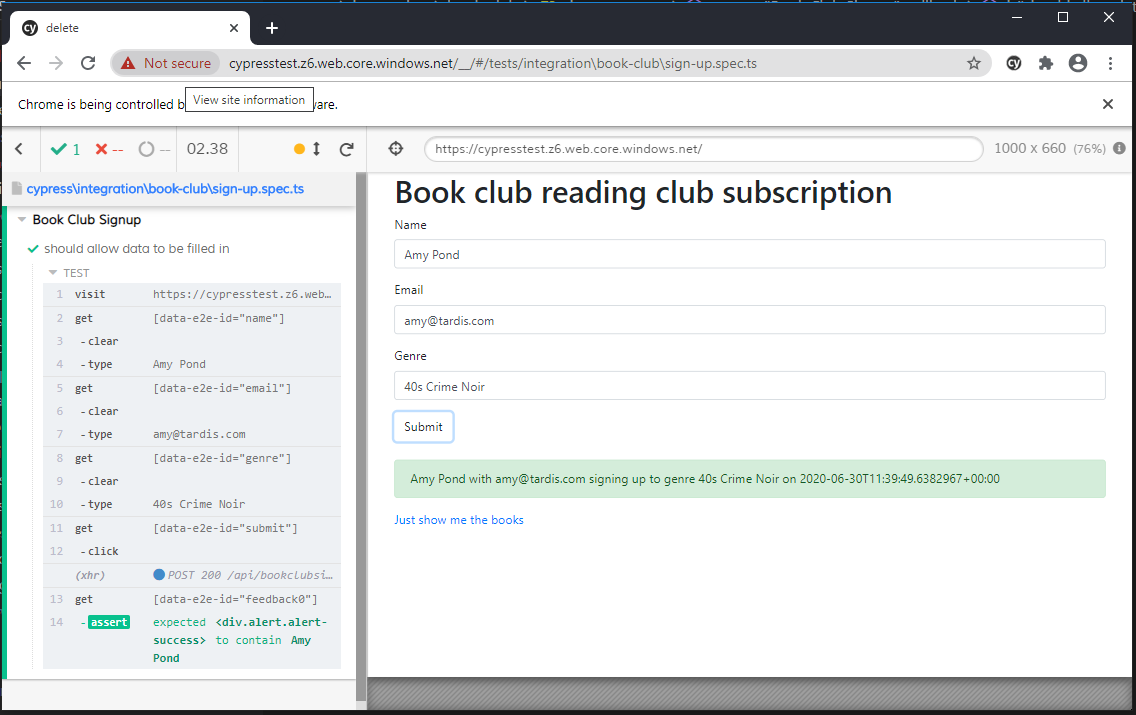 cy delete
Not secure cypresstest.z6.web.core.windows.net/__/#/tests/integration\book-club\sign-up.spec.ts cy
Chrome is being controlled b View site information are.
1 -- -- 02.38 https://cypresstest.z6.web.core.windows.net/ 1000 x 660 (76%)
cypress\integration\book-club\sign-up.spec.ts
Book Club Signup
should allow data to be filled in
TEST
1 visit https://cypresstest.z6.web…
2 get [data-e2e-id="name"]
3 -clear
4 -type Amy Pond
5 get [data-e2e-id="email"]
6 -clear
7 -type amy@tardis.com
8 get [data-e2e-id="genre"]
9 -clear
10 -type 40s Crime Noir
11 get [data-e2e-id="submit"]
12 -click
(xhr) POST 200 /api/bookclubsi…
13 get [data-e2e-id="feedback0"]
14 -assert expected <div.alert.alert-
success> to contain Amy
Pond
Book club reading club subscription
Name
Amy Pond
Email
amy@tardis.com
Genre
40s Crime Noir
Submit
Amy Pond with amy@tardis.com signing up to genre 40s Crime Noir on 2020-06-30T11:39:49.6382967+00:00
Just show me the books